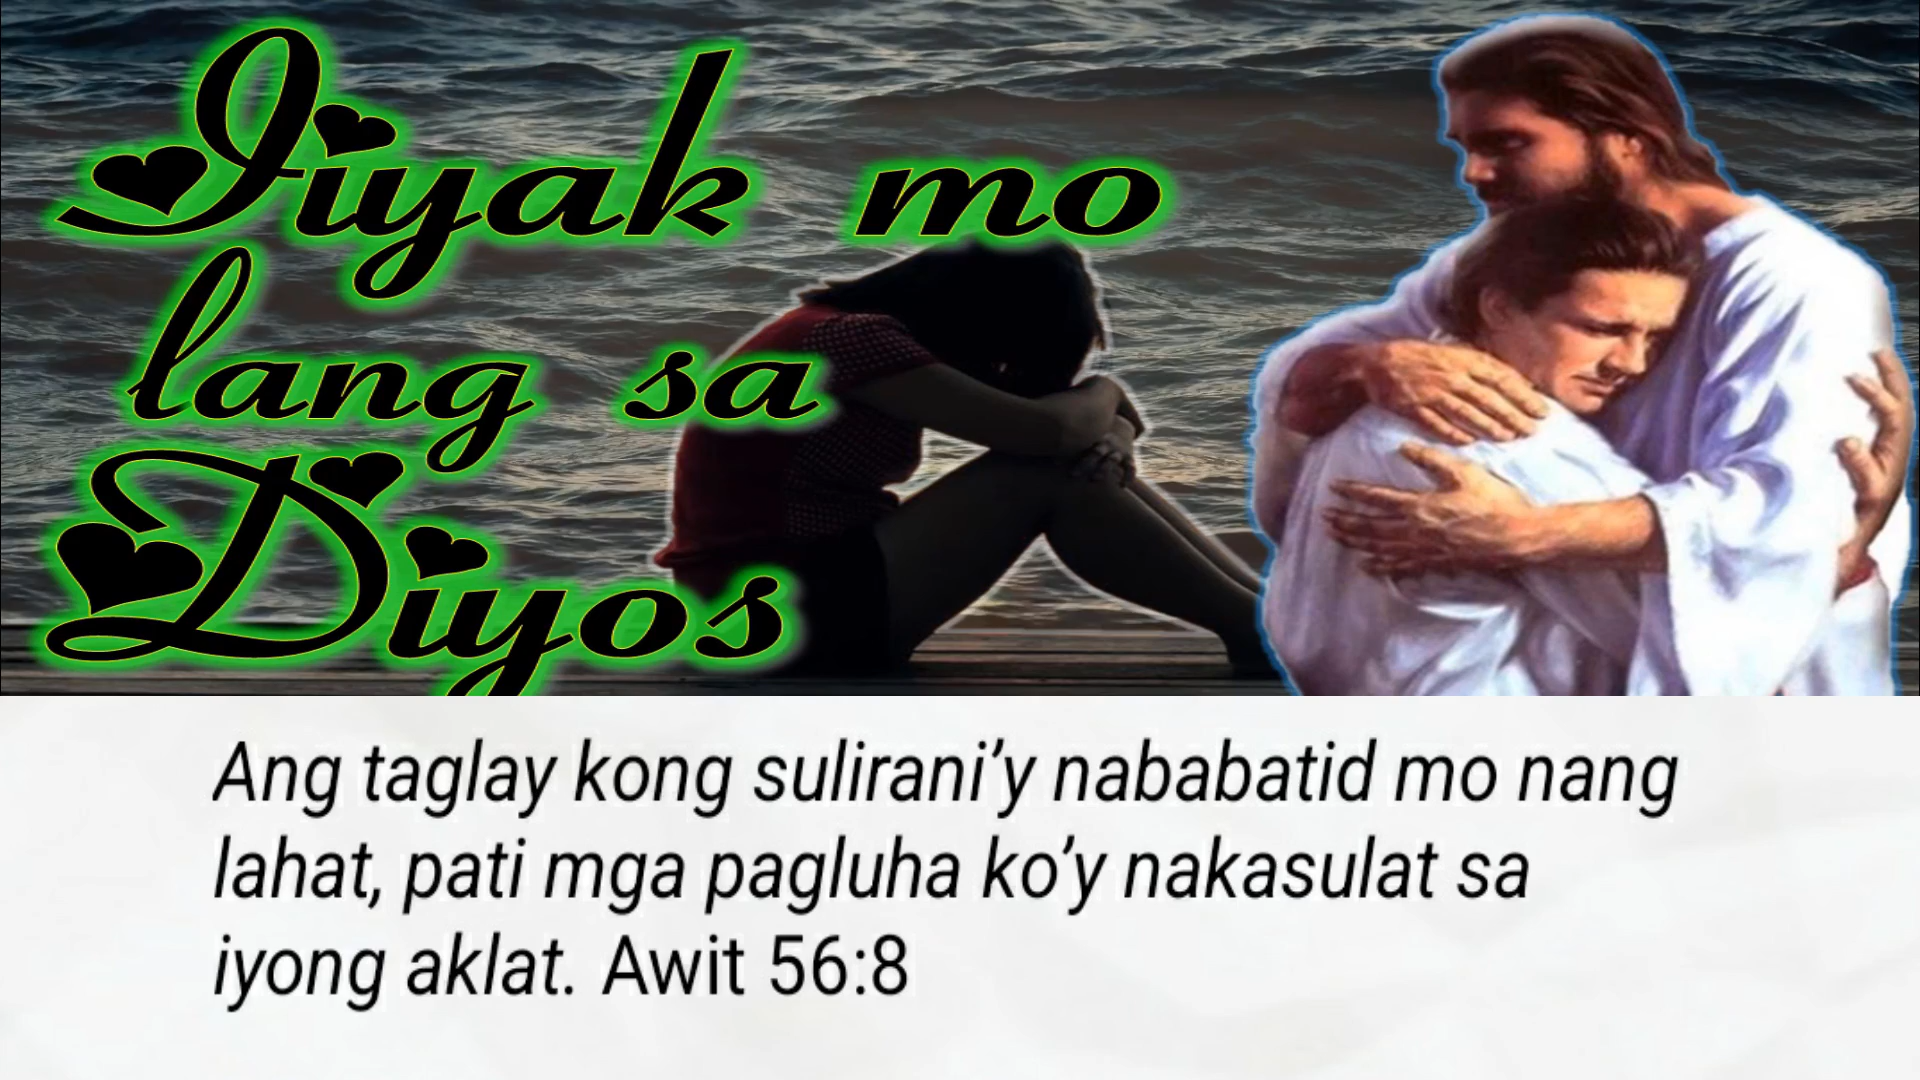 Iiyak mo
lang sa
Diyos
Ang taglay kong sulirani’y nababatid mo nang
lahat, pati mga pagluha ko’y nakasulat sa
iyong aklat. Awit 56:8